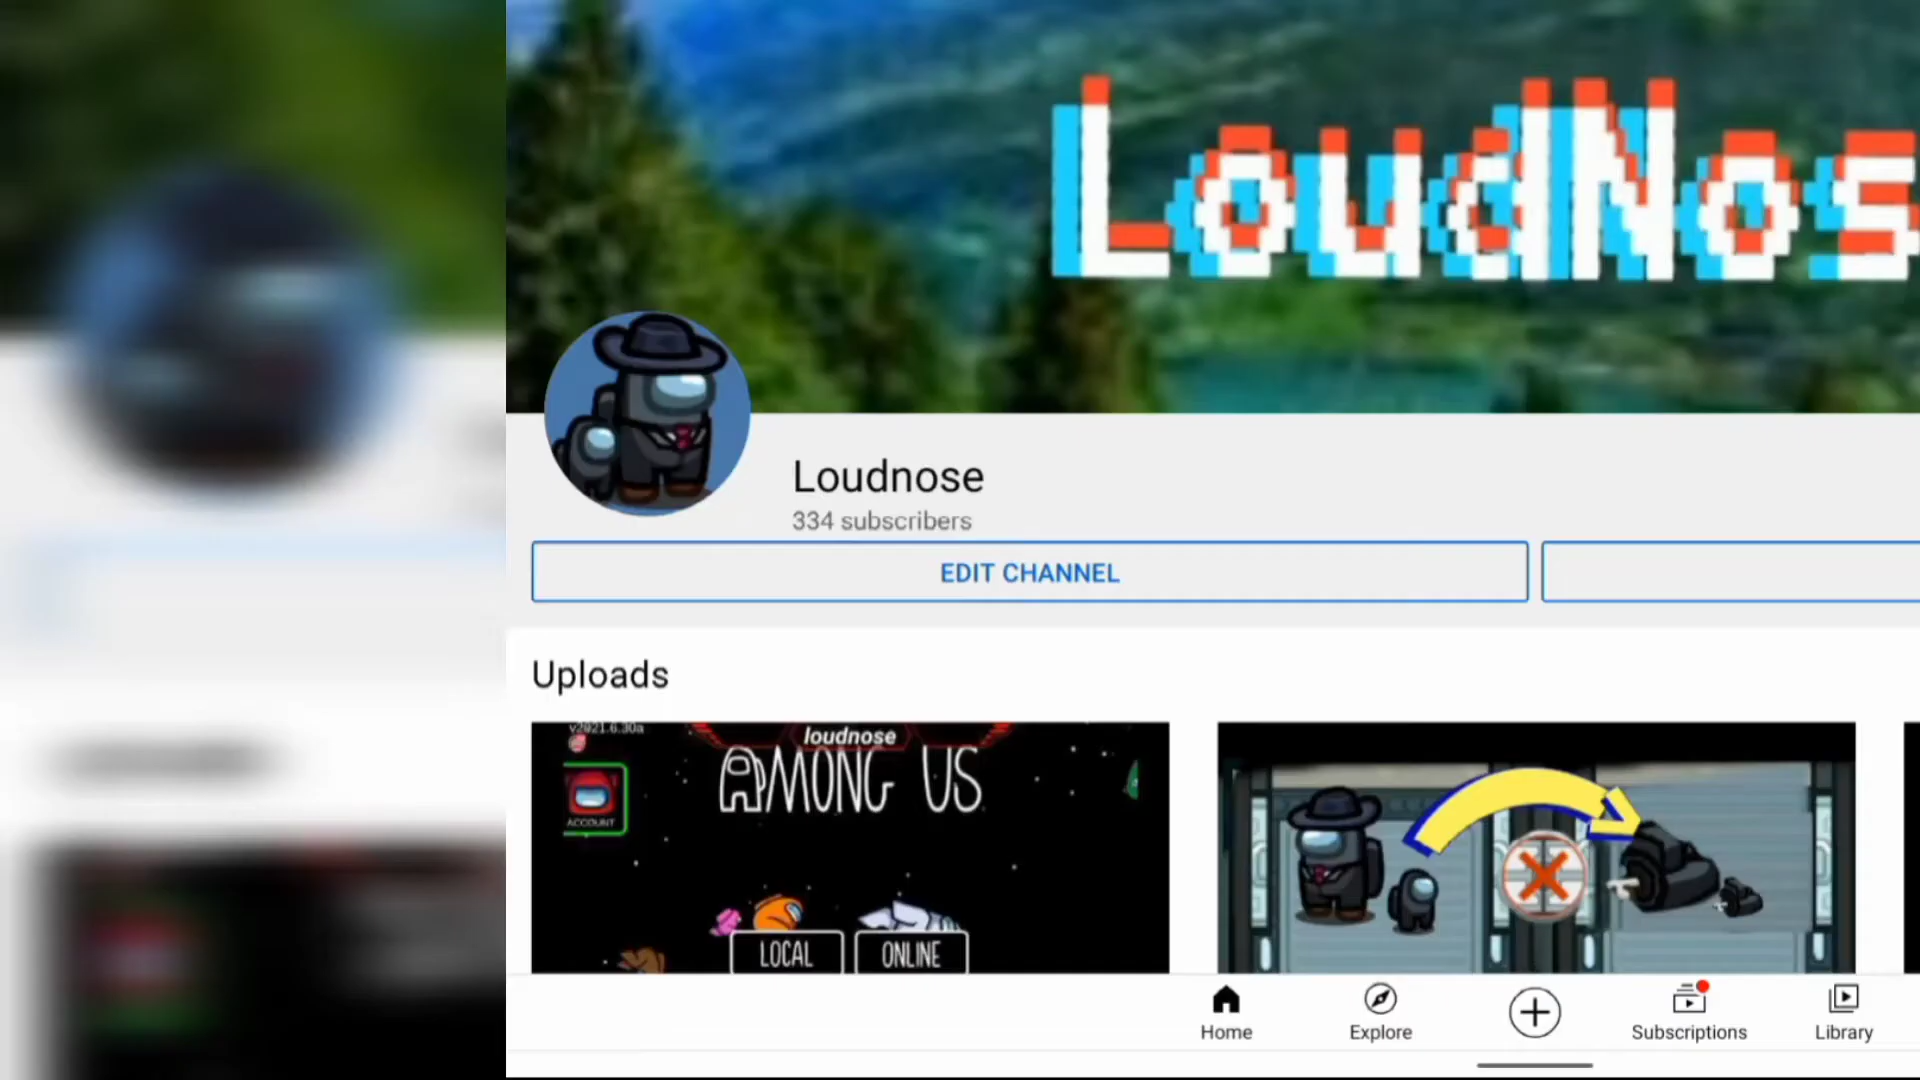 LoudNos
Loudnose
334 subscribers
EDIT CHANNEL
Uploads
v2021.6.30a
loudnose
AMONG US
ACCOUNT
LOCAL
ONLINE
Home
Explore
Subscriptions
Library